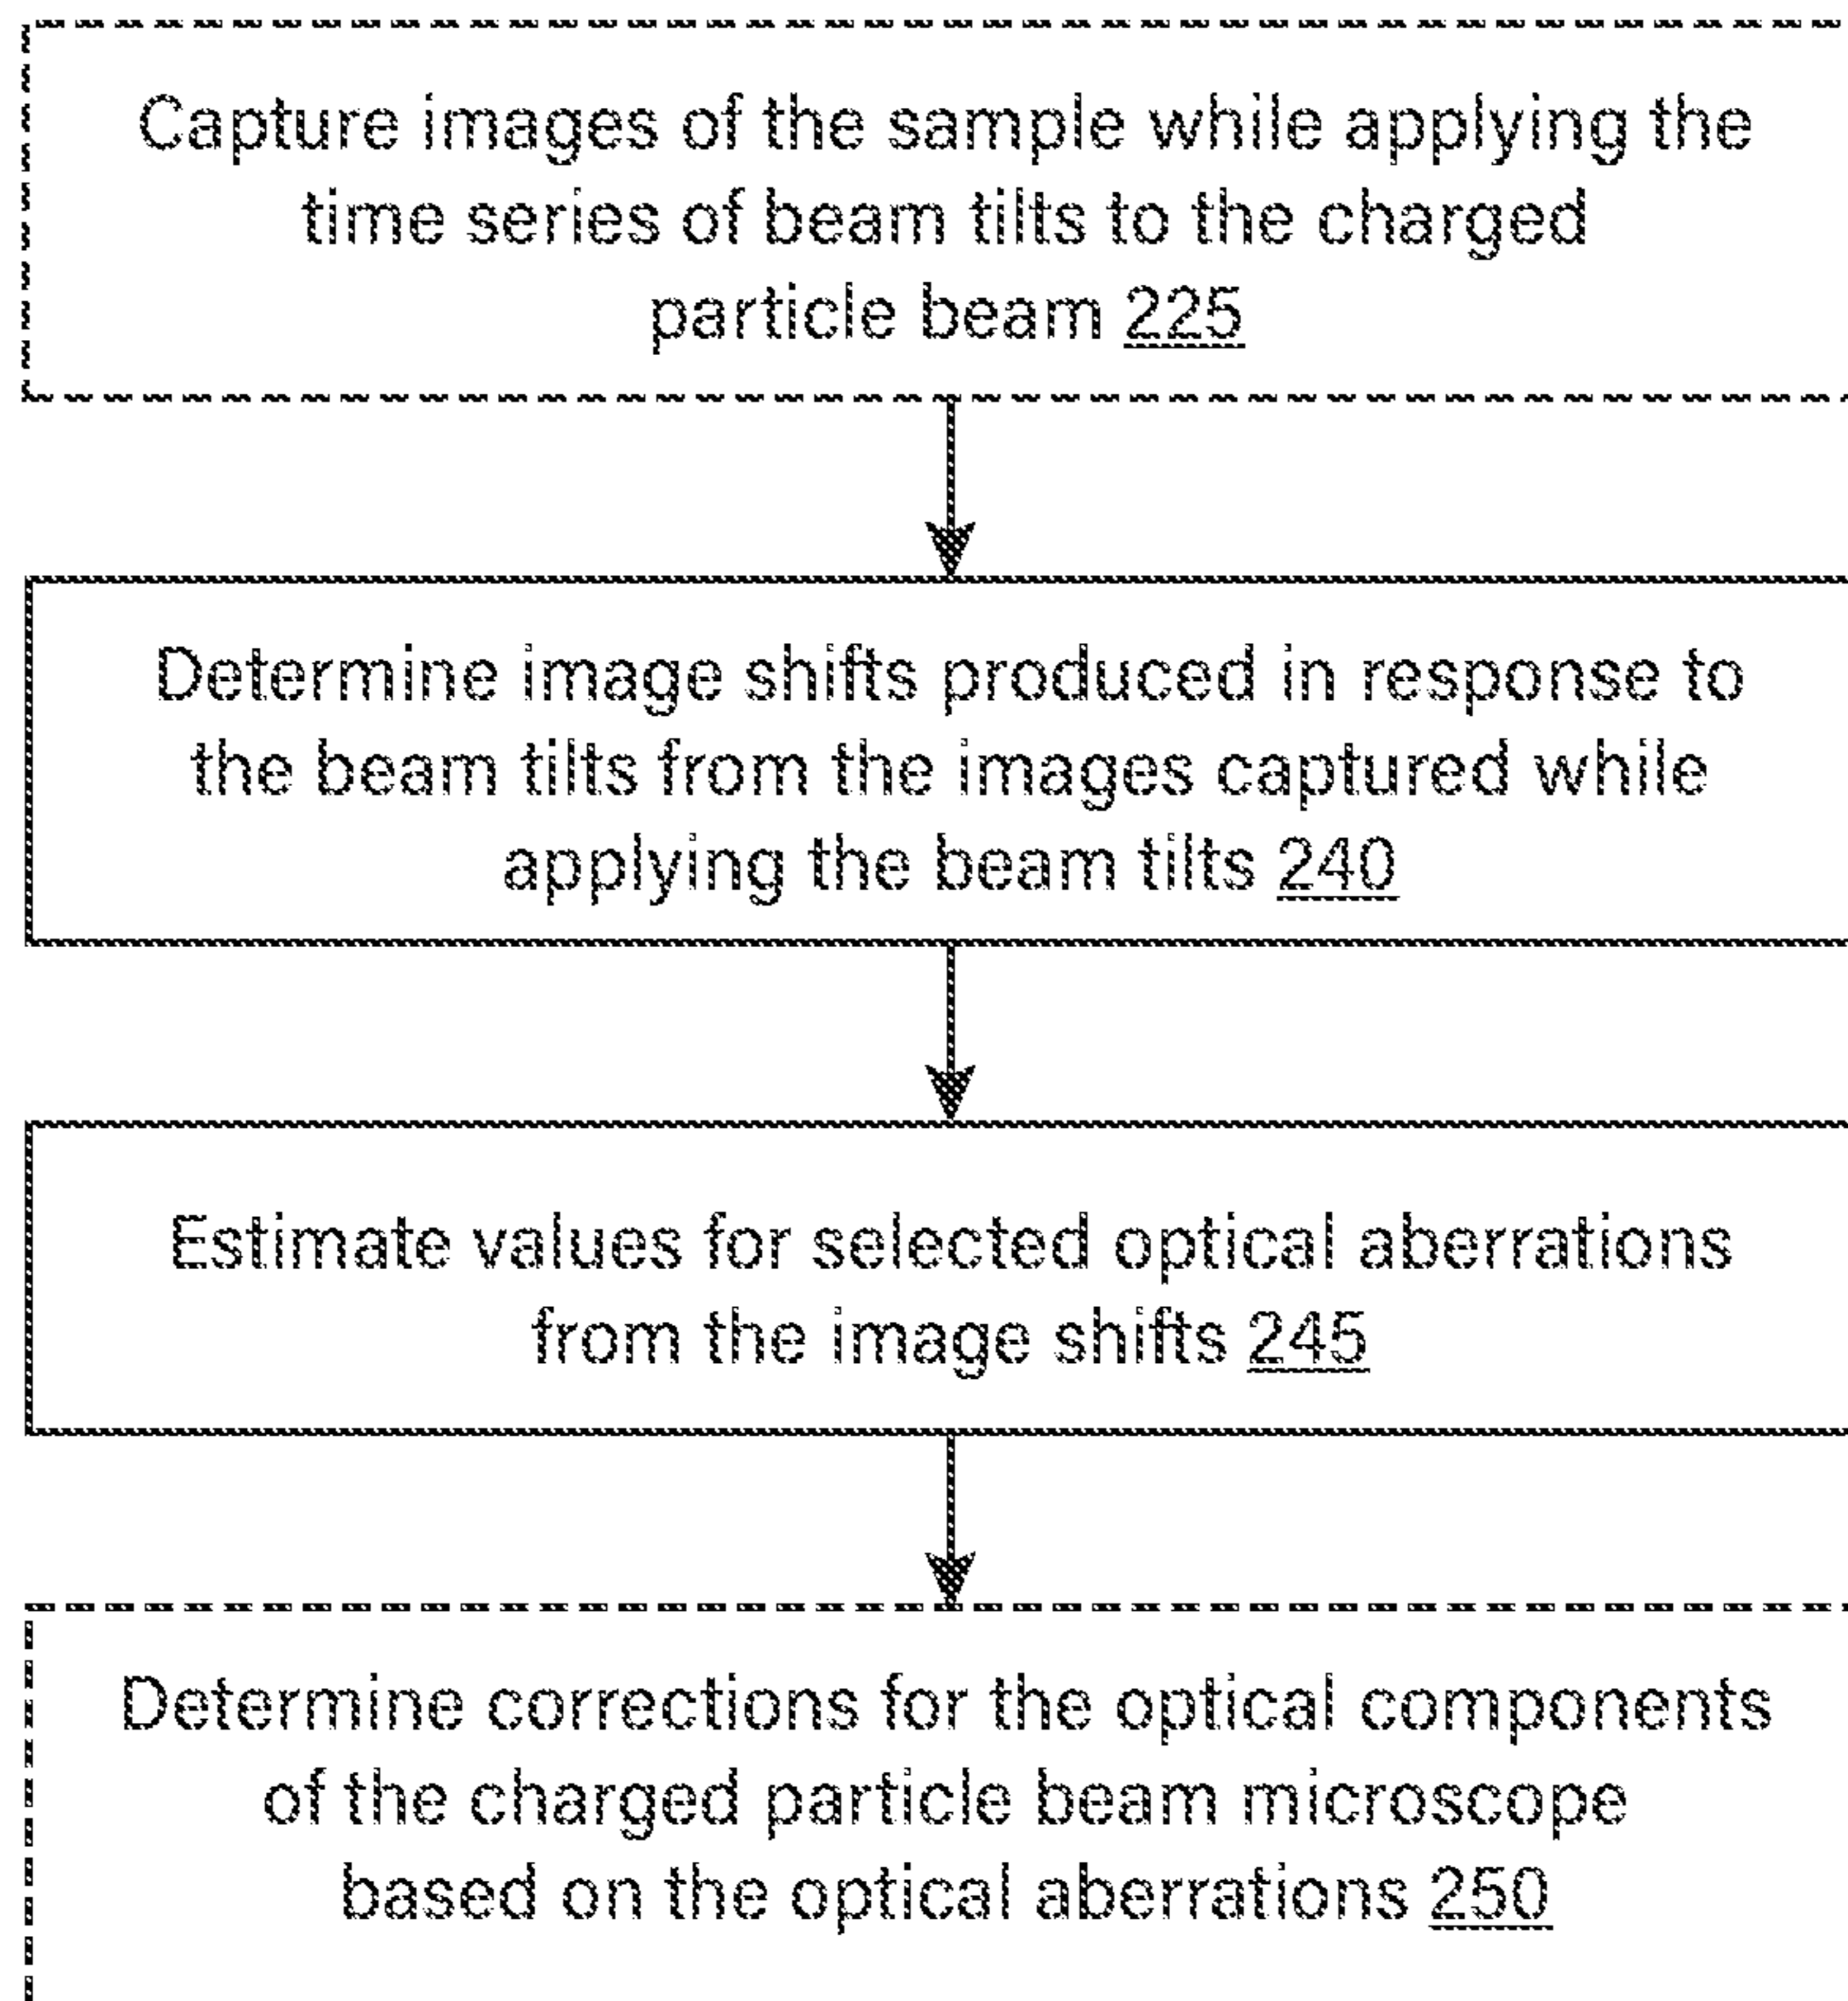 Capture images of the sample while applying the
time series of beam tilts to the charged
particle beam 225
Determine image shifts produced in response to
the beam tilts from the images captured while
applying the beam tilts 240
Estimate values for selected optical aberrations
from the image shifts 245
Determine corrections for the optical components
of the charged particle beam microscope
based on the optical aberrations 250